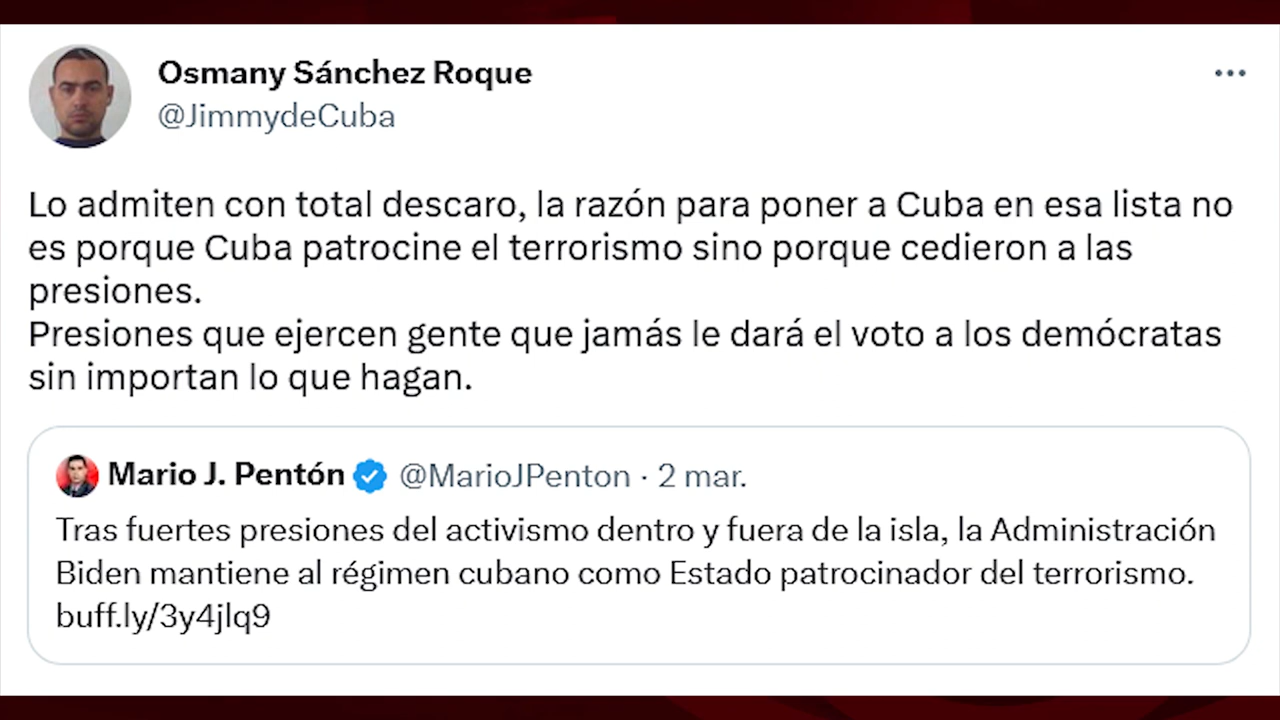 Osmany Sánchez Roque
@JimmydeCuba
Lo admiten con total descaro, la razón para poner a Cuba en esa lista no
es porque Cuba patrocine el terrorismo sino porque cedieron a las
presiones.
Presiones que ejercen gente que jamás le dará el voto a los demócratas
sin importan lo que hagan.
Mario J. Pentón @MarioJPenton · 2 mar.
Tras fuertes presiones del activismo dentro y fuera de la isla, la Administración
Biden mantiene al régimen cubano como Estado patrocinador del terrorismo.
buff.ly/3y4jlq9